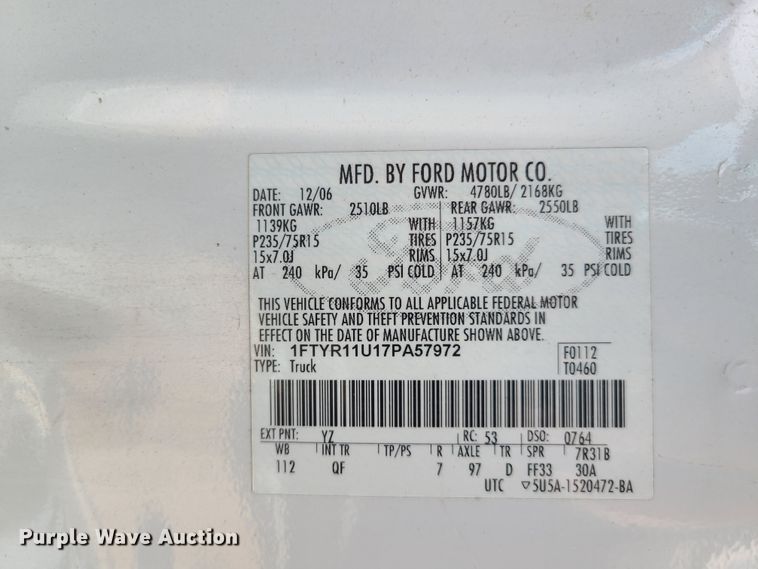 MFD. BY FORD MOTOR CO.
DATE: 12/06 GVWR: 4780LB/ 2168KG
FRONT GAWR: 2510LB REAR GAWR: 2550LB
1139KG WITH 1157KG WITH
P235/75R15 TIRES P235/75R15 TIRES
15x7.0J RIMS 15x7.0J RIMS
AT 240 kPa/ 35 PSI COLD AT 240 kPa/ 35 PSI COLD
Ford
THIS VEHICLE CONFORMS TO ALL APPLICABLE FEDERAL MOTOR
VEHICLE SAFETY AND THEFT PREVENTION STANDARDS IN
EFFECT ON THE DATE OF MANUFACTURE SHOWN ABOVE.
VIN: 1FTYR11U17PA57972 F0112
TYPE: Truck T0460
EXT PNT: YZ RC: 53 DSO: 0764
WB INT TR TP/PS R AXLE TR SPR 7R31B
112 QF 7 97 D FF33 30A
UTC ▽5U5A-1520472-BA
Purple Wave Auction